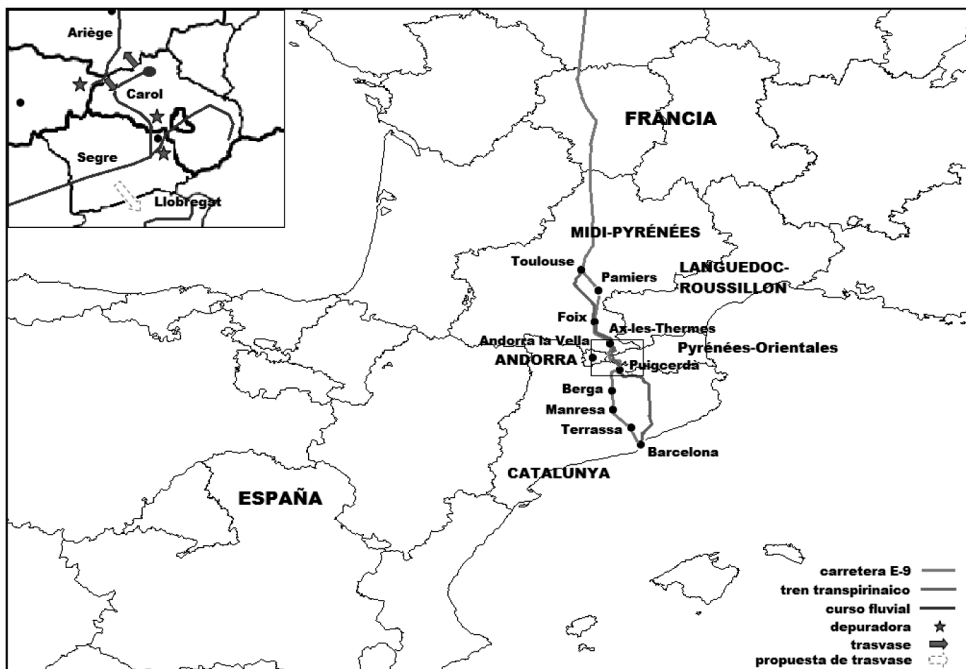 Ariège
Carol
Segre
Llobregat
FRÀNCIA
MIDI-PYRÉNÉES
Toulouse
LANGUEDOC-
ROUSSILLON
Pamiers
Foix
Ax-les-Thermes
Andorra la Vella
ANDORRA
Pyrénées-Orientales
Puigcerdà
Berga
Manresa
Terrassa
Barcelona
CATALUNYA
ESPAÑA
carretera E-9
tren transpirinaico
curso fluvial
depuradora
trasvase
propuesta de trasvase